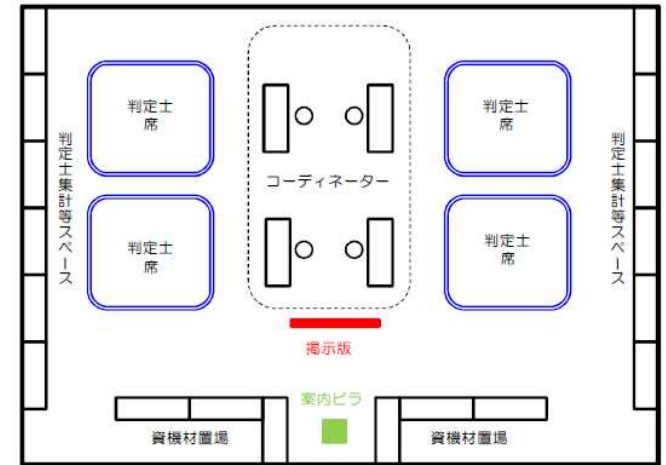 判定士
席
判定士
席
判定士集計等スペース
判定士集計等スペース
コーディネーター
判定士
席
判定士
席
掲示版
案内ビラ
資機材置場
資機材置場